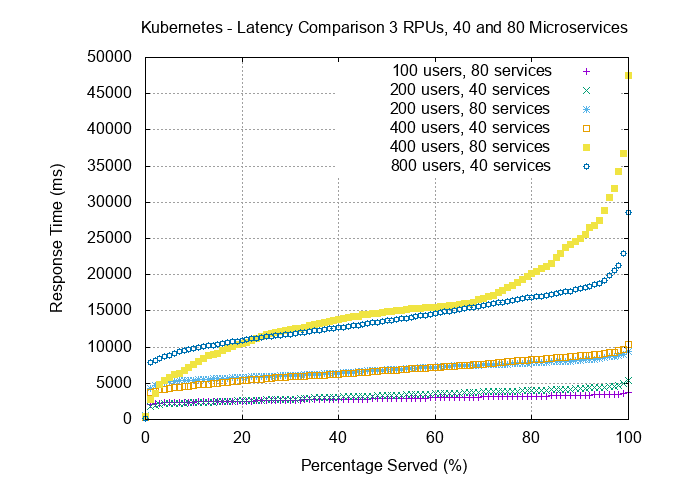 Kubernetes - Latency Comparison 3 RPUs, 40 and 80 Microservices
50000
45000
40000
35000
30000
25000
20000
15000
10000
5000
0
Response Time (ms)
100 users, 80 services
200 users, 40 services
200 users, 80 services
400 users, 40 services
400 users, 80 services
800 users, 40 services
0 20 40 60 80 100
Percentage Served (%)